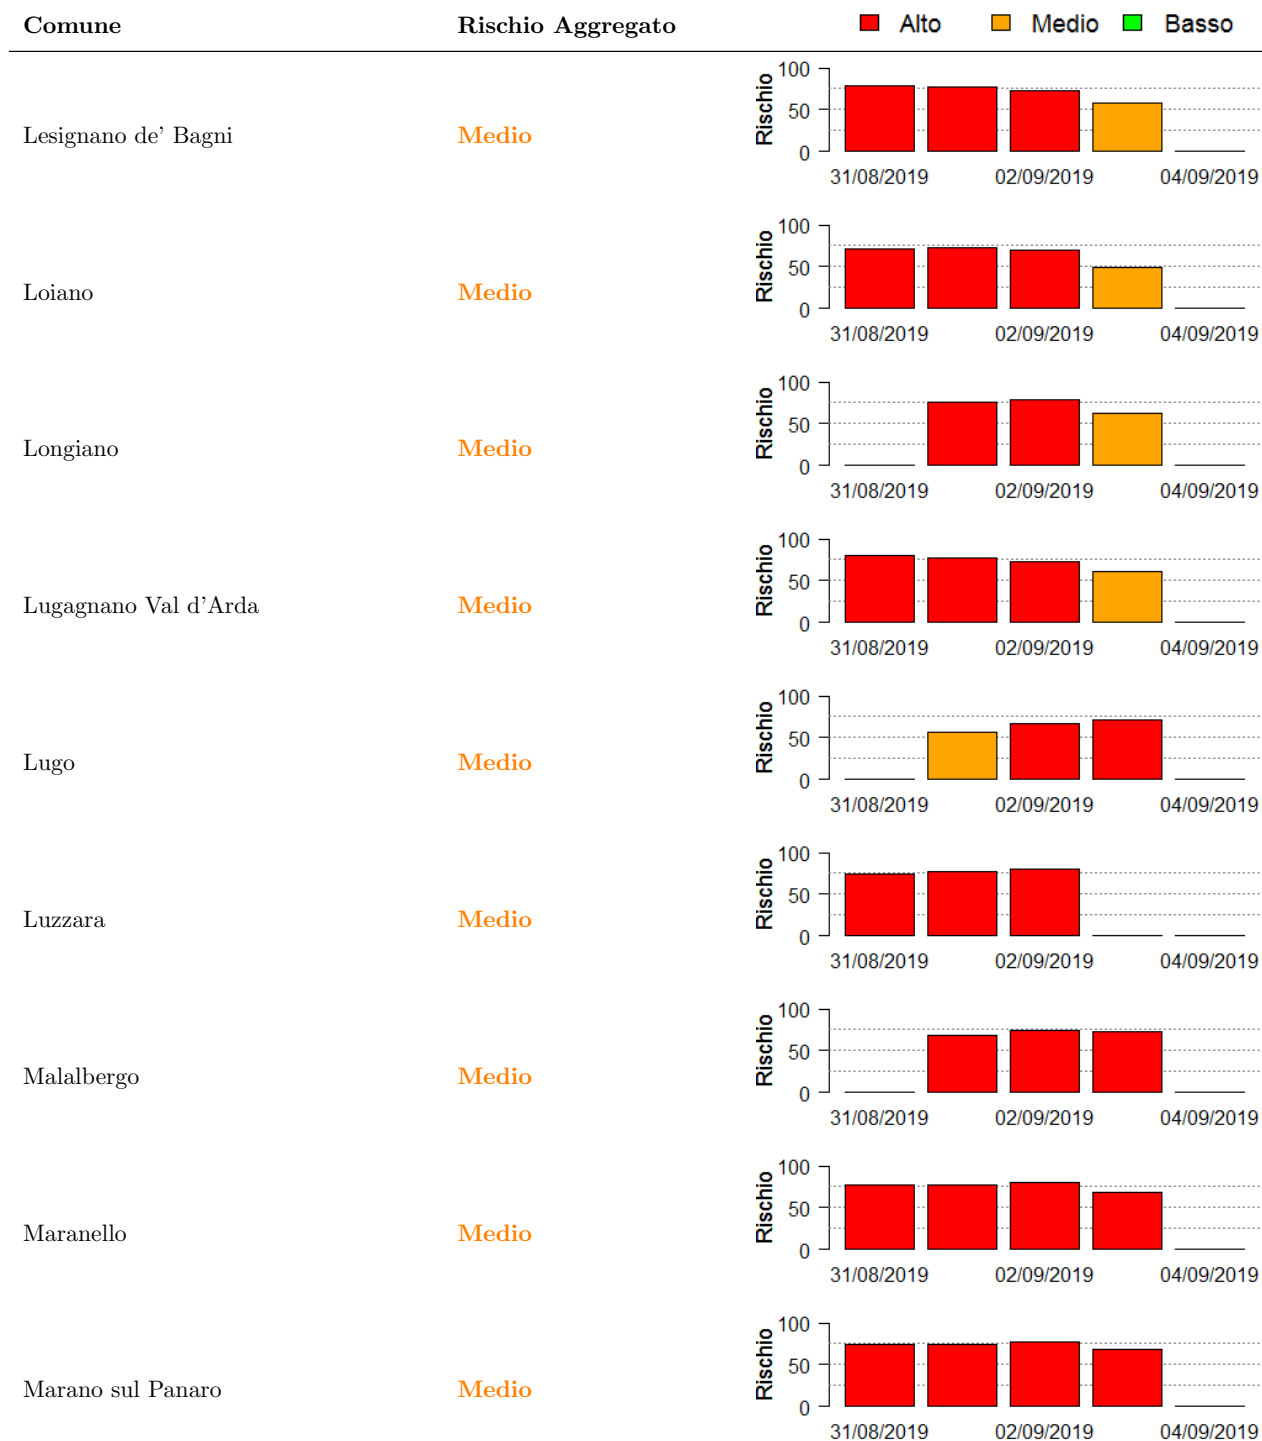 Comune Rischio Aggregato Alto Medio Basso
Lesignano de' Bagni Medio Rischio 100 50 0
31/08/2019 02/09/2019 04/09/2019
Loiano Medio Rischio 100 50 0
31/08/2019 02/09/2019 04/09/2019
Longiano Medio Rischio 100 50 0
31/08/2019 02/09/2019 04/09/2019
Lugagnano Val d'Arda Medio Rischio 100 50 0
31/08/2019 02/09/2019 04/09/2019
Lugo Medio Rischio 100 50 0
31/08/2019 02/09/2019 04/09/2019
Luzzara Medio Rischio 100 50 0
31/08/2019 02/09/2019 04/09/2019
Malalbergo Medio Rischio 100 50 0
31/08/2019 02/09/2019 04/09/2019
Maranello Medio Rischio 100 50 0
31/08/2019 02/09/2019 04/09/2019
Marano sul Panaro Medio Rischio 100 50 0
31/08/2019 02/09/2019 04/09/2019